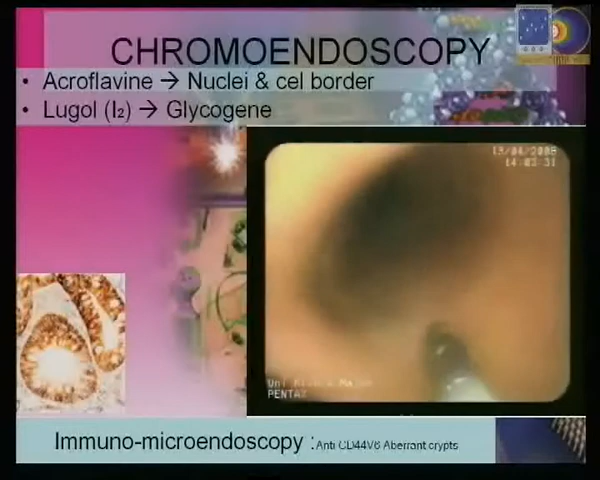 CHROMOENDOSCOPY
• Acroflavine → Nuclei & cel border
• Lugol (I₂) → Glycogene
13/04/2005
14:03:31
PENTAX
Immuno-microendoscopy : Anti CD44V6 Aberrant crypts